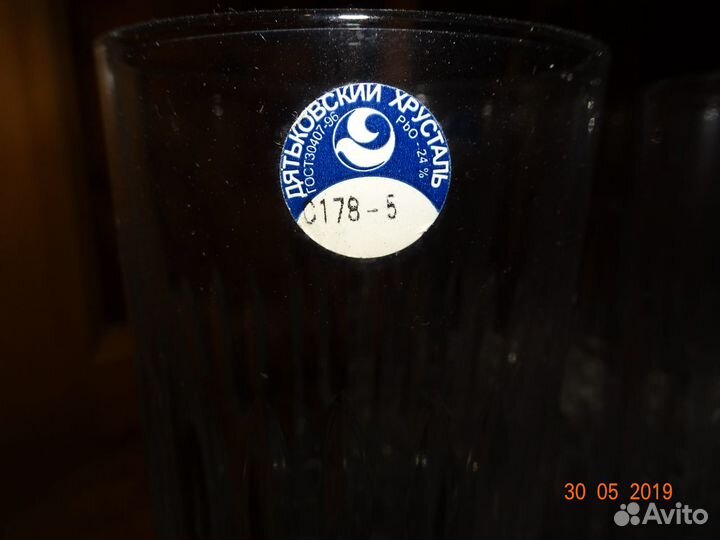 ДЯТЬКОВСКИЙ ХРУСТАЛЬ
ГОСТ30407-96
PbO-24%
С178-5
30 05 2019
Avito